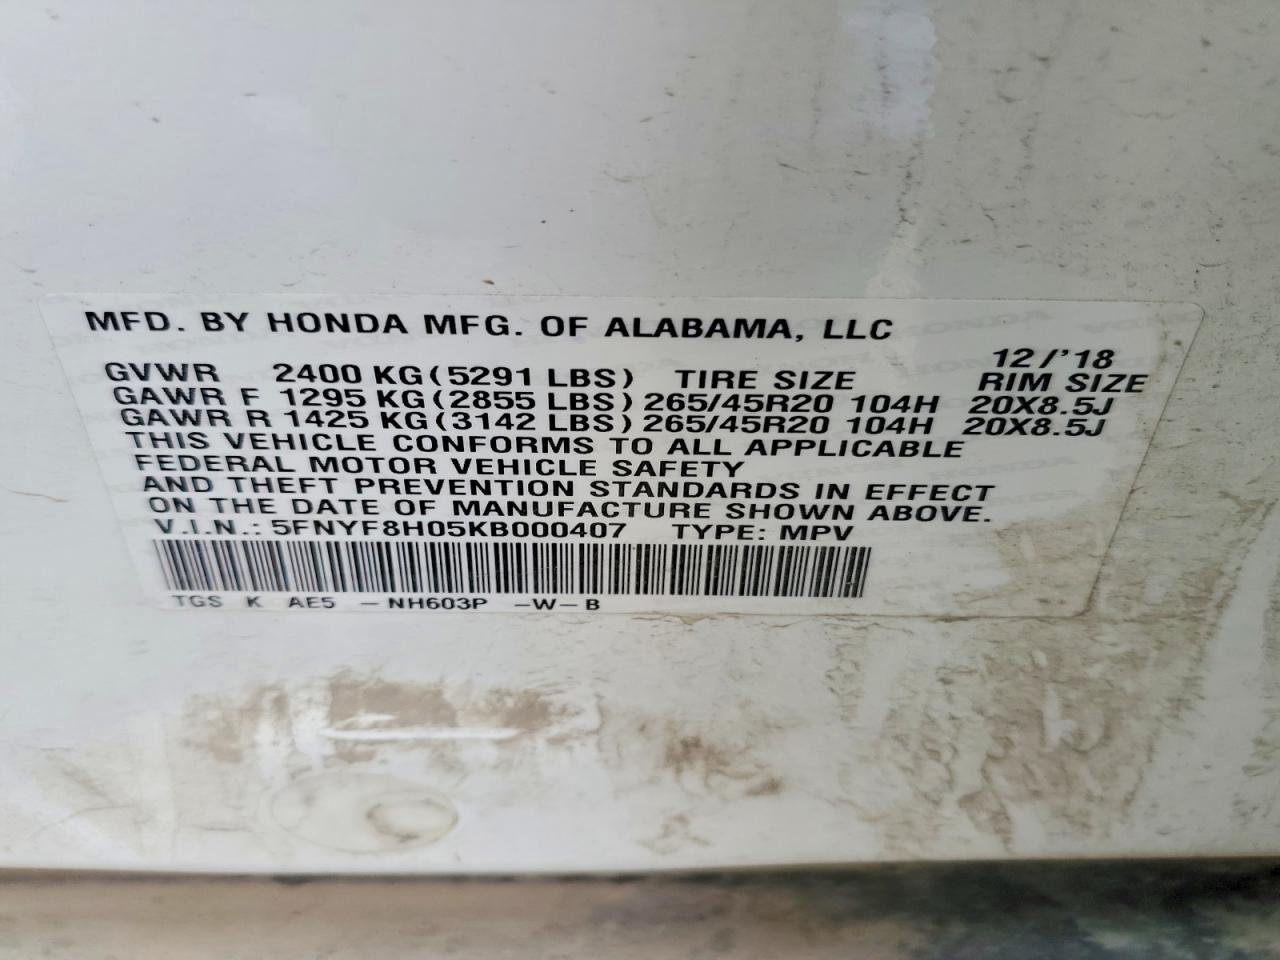 MFD. BY HONDA MFG. OF ALABAMA, LLC
12/'18
GVWR 2400 KG(5291 LBS) TIRE SIZE RIM SIZE
GAWR F 1295 KG(2855 LBS) 265/45R20 104H 20X8.5J
GAWR R 1425 KG(3142 LBS) 265/45R20 104H 20X8.5J
THIS VEHICLE CONFORMS TO ALL APPLICABLE
FEDERAL MOTOR VEHICLE SAFETY
AND THEFT PREVENTION STANDARDS IN EFFECT
ON THE DATE OF MANUFACTURE SHOWN ABOVE.
V.I.N.: 5FNYF8H05KB000407 TYPE: MPV
TGS K AE5 -NH603P -W-B